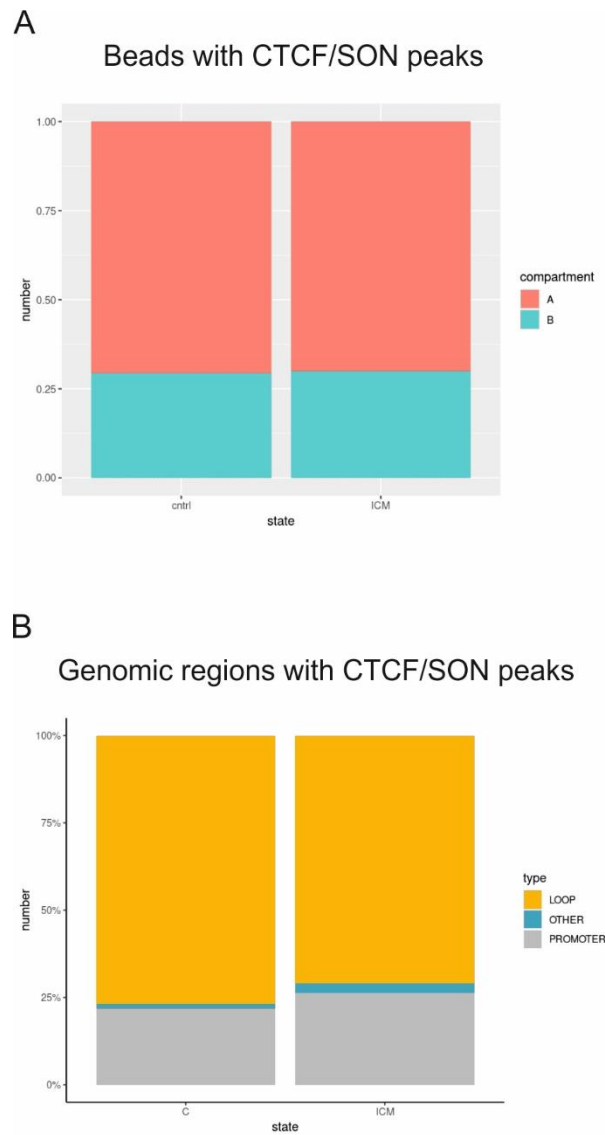 A
Beads with CTCF/SON peaks
1.00
0.75
0.50
0.25
0.00
number
cntrl
ICM
state
compartment
A
B
B
Genomic regions with CTCF/SON peaks
100%
75%
50%
25%
0%
number
C
ICM
state
type
LOOP
OTHER
PROMOTER